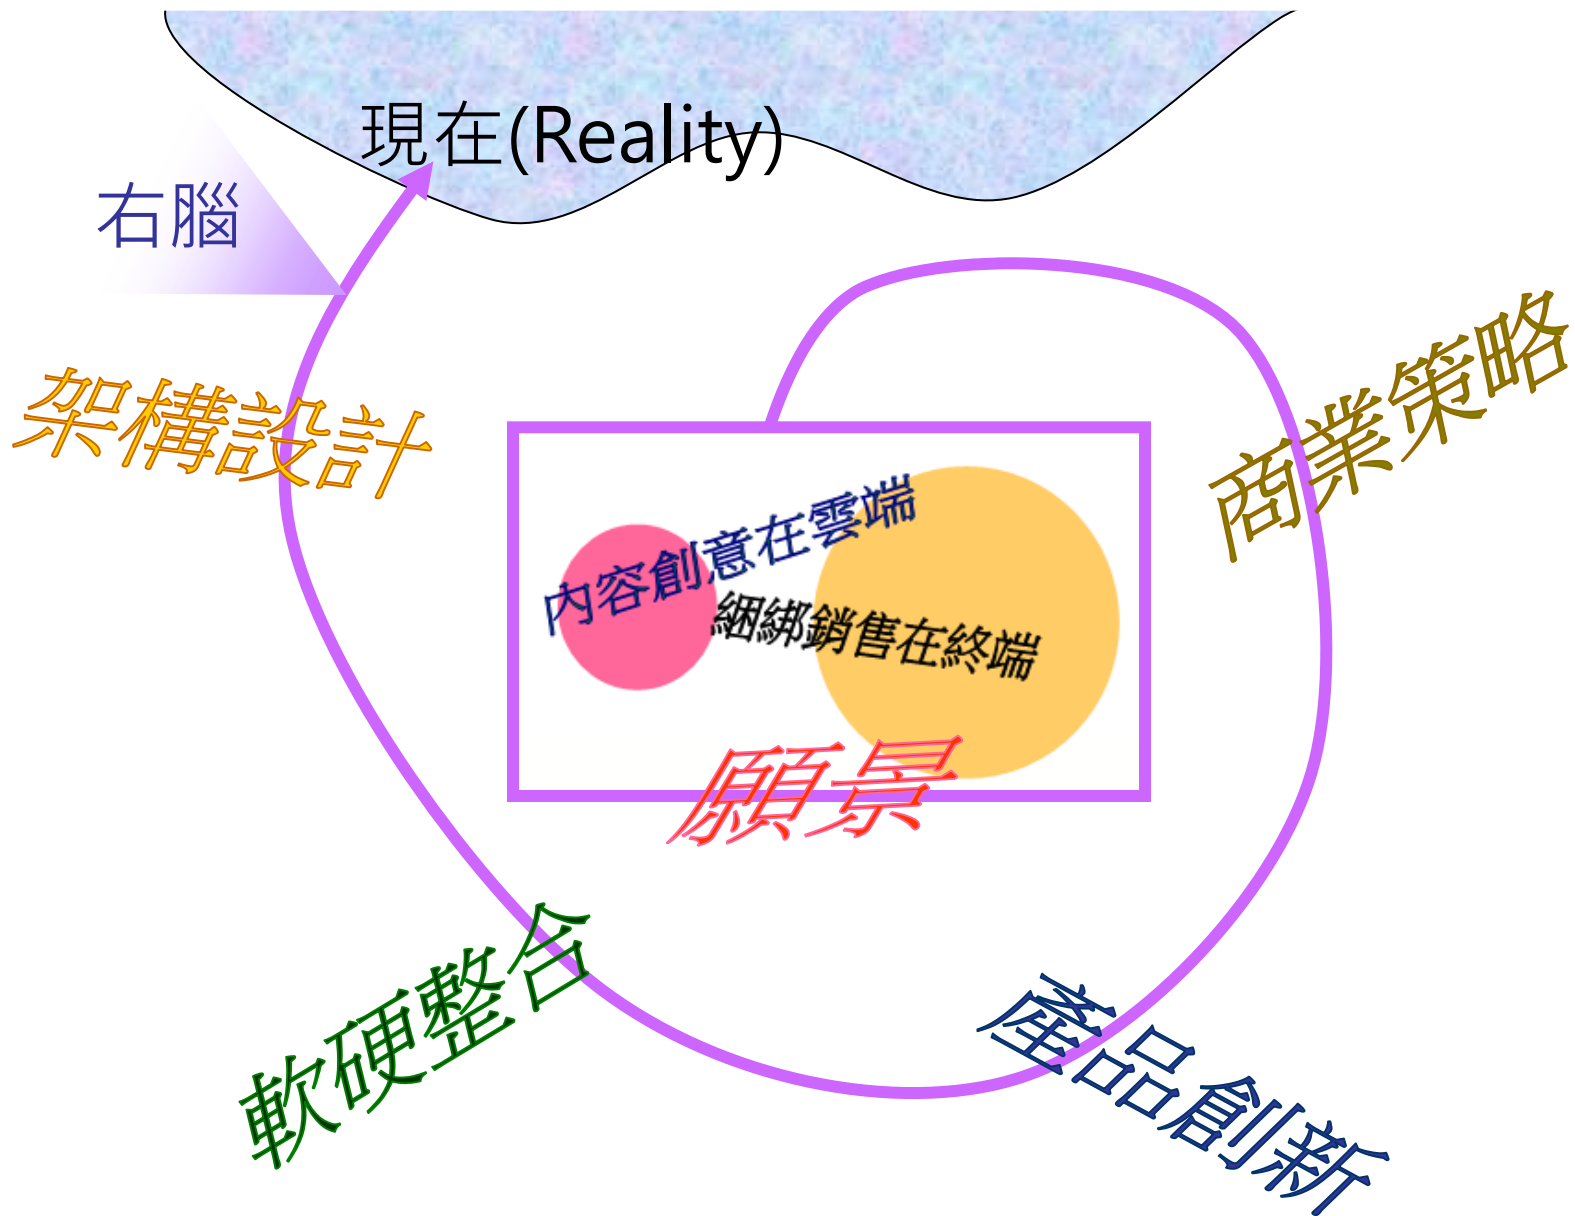 現在(Reality)
右腦
架構設計
商業策略
內容創意在雲端
綑綁銷售在終端
願景
軟硬整合
產品創新